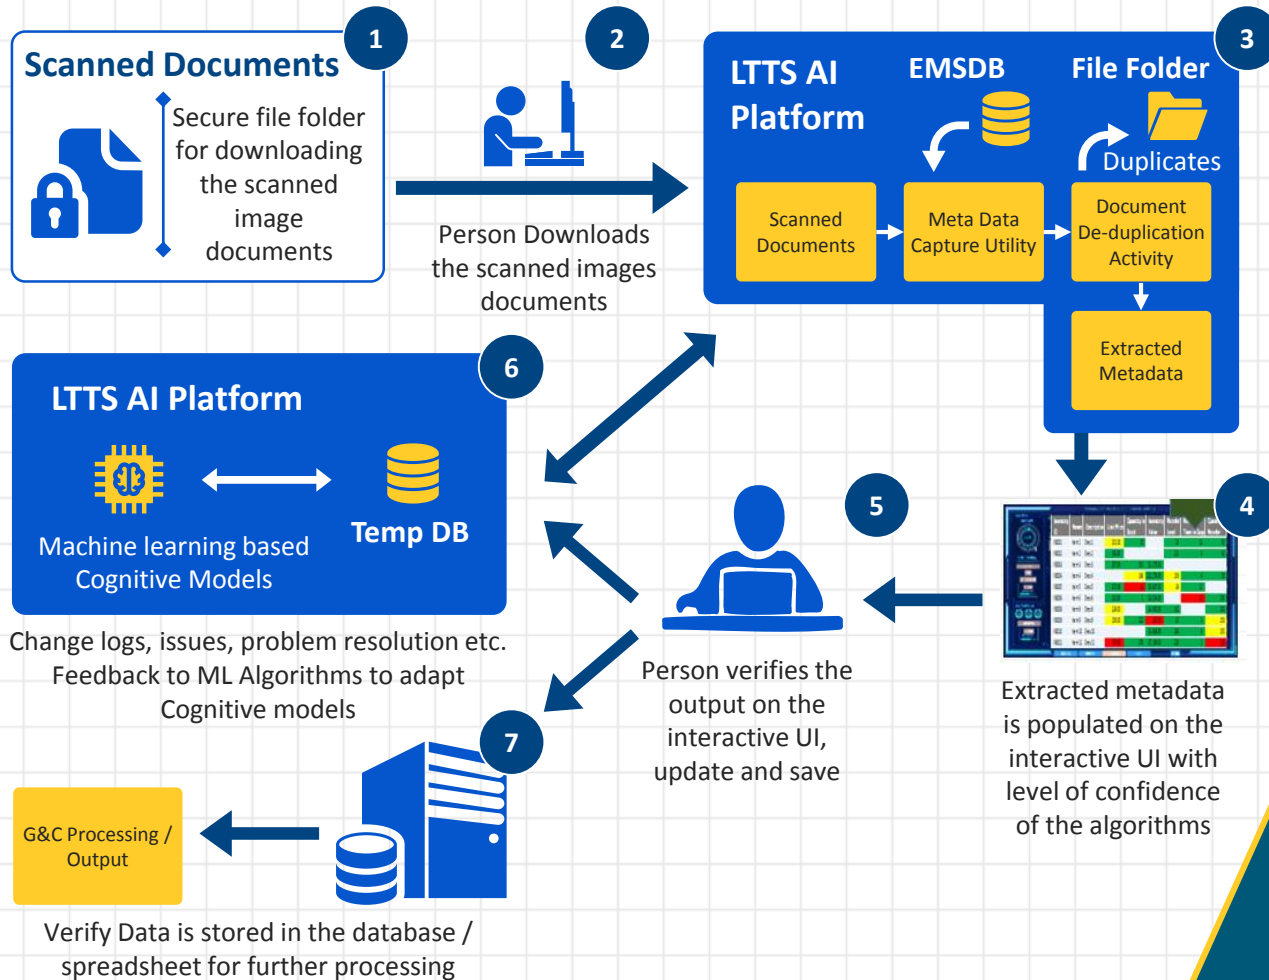 1
Scanned Documents
Secure file folder
for downloading
the scanned
image
documents
2
Person Downloads
the scanned images
documents
3
LTTS AI
Platform
EMSDB
File Folder
Duplicates
Scanned
Documents
Meta Data
Capture Utility
Document
De-duplication
Activity
Extracted
Metadata
4
Extracted metadata
is populated on the
interactive UI with
level of confidence
of the algorithms
5
Person verifies the
output on the
interactive UI,
update and save
6
LTTS AI Platform
Machine learning based
Cognitive Models
Temp DB
Change logs, issues, problem resolution etc.
Feedback to ML Algorithms to adapt
Cognitive models
7
G&C Processing /
Output
Verify Data is stored in the database /
spreadsheet for further processing